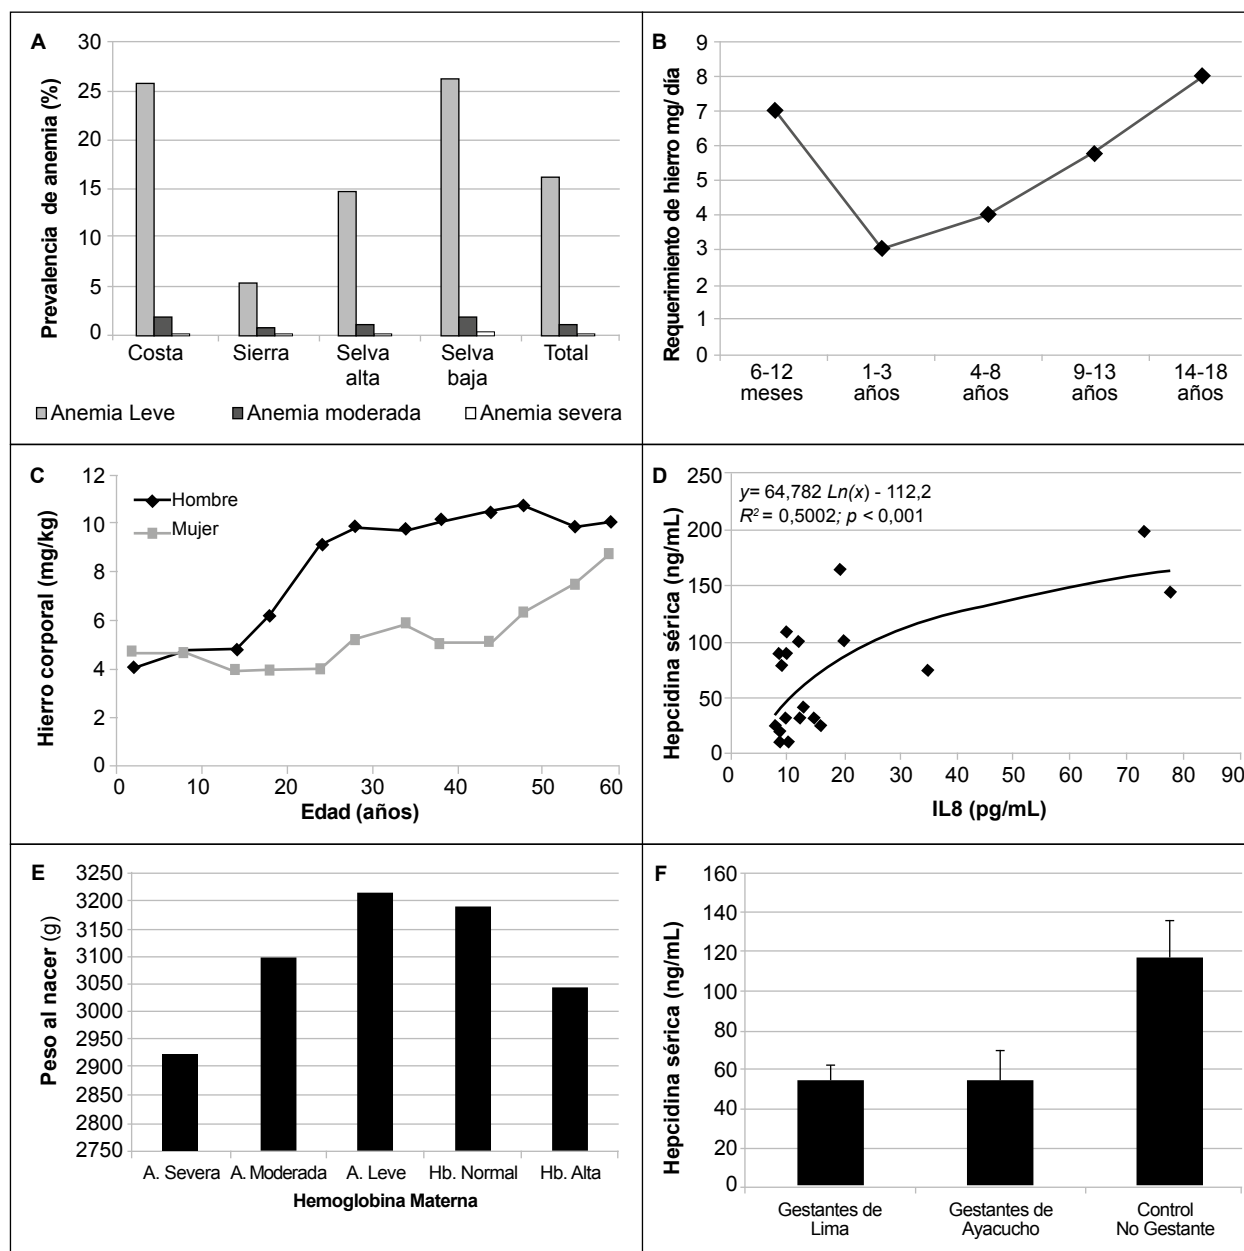 A
Prevalencia de anemia (%)
30
25
20
15
10
5
0
Costa
Sierra
Selva alta
Selva baja
Total
Anemia Leve
Anemia moderada
Anemia severa
B
Requerimiento de hierro mg/ día
9
8
7
6
5
4
3
2
1
0
6-12 meses
1-3 años
4-8 años
9-13 años
14-18 años
C
Hierro corporal (mg/kg)
12
10
8
6
4
2
0
Hombre
Mujer
0
10
20
30
40
50
60
Edad (años)
D
Hepcidina sérica (ng/mL)
250
200
150
100
50
0
y= 64,782 Ln(x) - 112,2
R² = 0,5002; p < 0,001
0
10
20
30
40
50
60
70
80
90
IL8 (pg/mL)
E
Peso al nacer (g)
3250
3200
3150
3100
3050
3000
2950
2900
2850
2800
2750
A. Severa
A. Moderada
A. Leve
Hb. Normal
Hb. Alta
Hemoglobina Materna
F
Hepcidina sérica (ng/mL)
160
140
120
100
80
60
40
20
0
Gestantes de Lima
Gestantes de Ayacucho
Control No Gestante